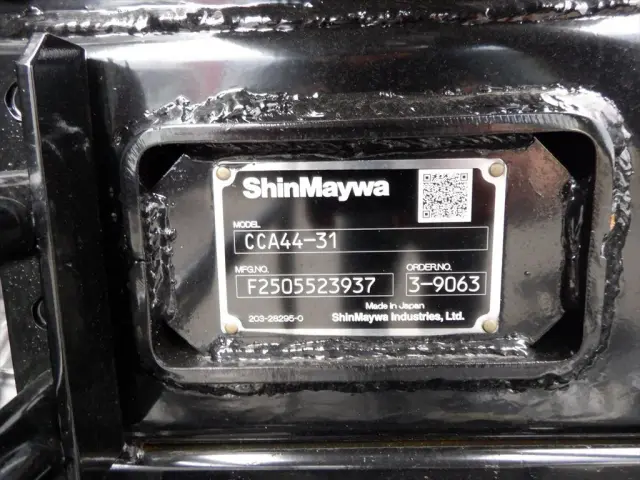 ShinMaywa
MODEL
CCA44-31
MFG.NO. ORDER.NO.
F2505523937 3-9063
Made in Japan
203-28295-0 ShinMaywa Industries, Ltd.